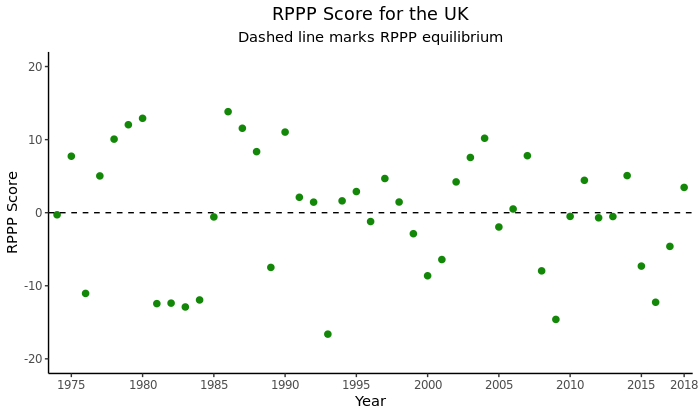 RPPP Score for the UK
Dashed line marks RPPP equilibrium
20
10
0
-10
-20
RPPP Score
1975 1980 1985 1990 1995 2000 2005 2010 2015 2018
Year